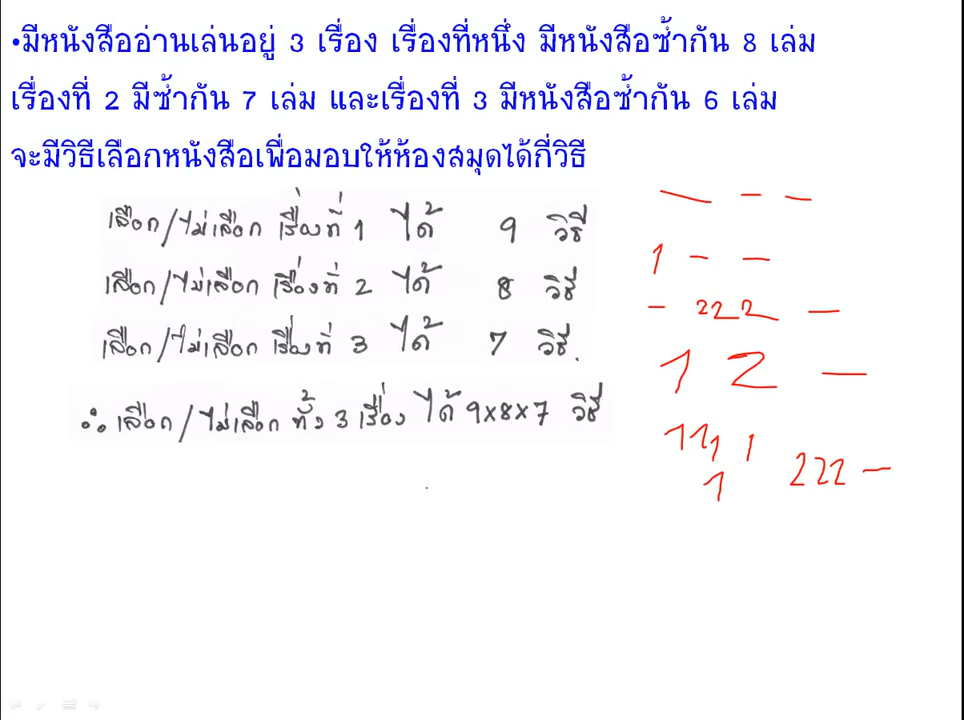 •มีหนังสืออ่านเล่นอยู่ 3 เรื่อง เรื่องที่หนึ่ง มีหนังสือซ้ำกัน 8 เล่ม
เรื่องที่ 2 มีซ้ำกัน 7 เล่ม และเรื่องที่ 3 มีหนังสือซ้ำกัน 6 เล่ม
จะมีวิธีเลือกหนังสือเพื่อมอบให้ห้องสมุดได้กี่วิธี
เลือก/ไม่เลือก เรื่องที่ 1 ได้ 9 วิธี
เลือก/ไม่เลือก เรื่องที่ 2 ได้ 8 วิธี
เลือก/ไม่เลือก เรื่องที่ 3 ได้ 7 วิธี.
∴ เลือก/ไม่เลือก ทั้ง 3 เรื่อง ได้ 9×8×7 วิธี
— — —
1 — —
— 222 —
1 2 —
111 1
1 222 —